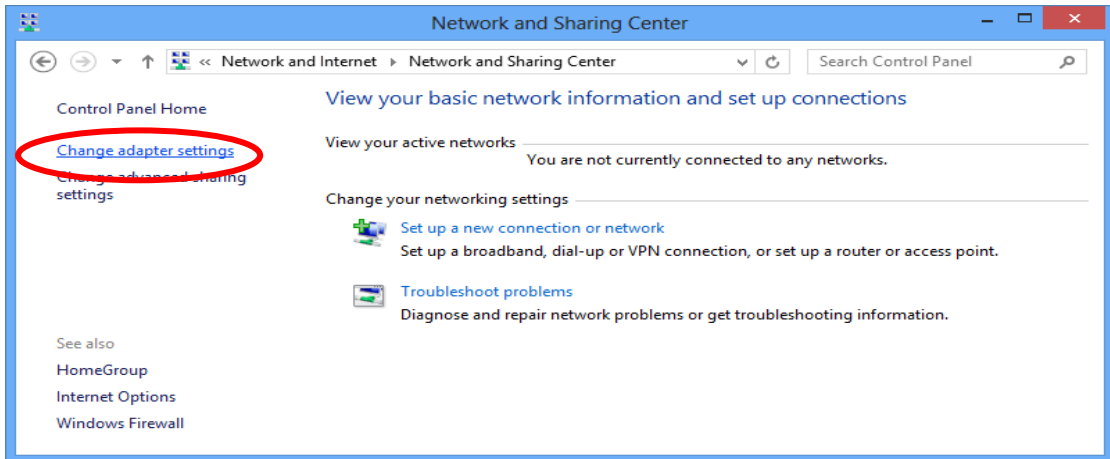 Network and Sharing Center
« Network and Internet ▸ Network and Sharing Center
Search Control Panel
Control Panel Home
Change adapter settings
Change advanced sharing
settings
View your basic network information and set up connections
View your active networks
You are not currently connected to any networks.
Change your networking settings
Set up a new connection or network
Set up a broadband, dial-up or VPN connection, or set up a router or access point.
Troubleshoot problems
Diagnose and repair network problems or get troubleshooting information.
See also
HomeGroup
Internet Options
Windows Firewall